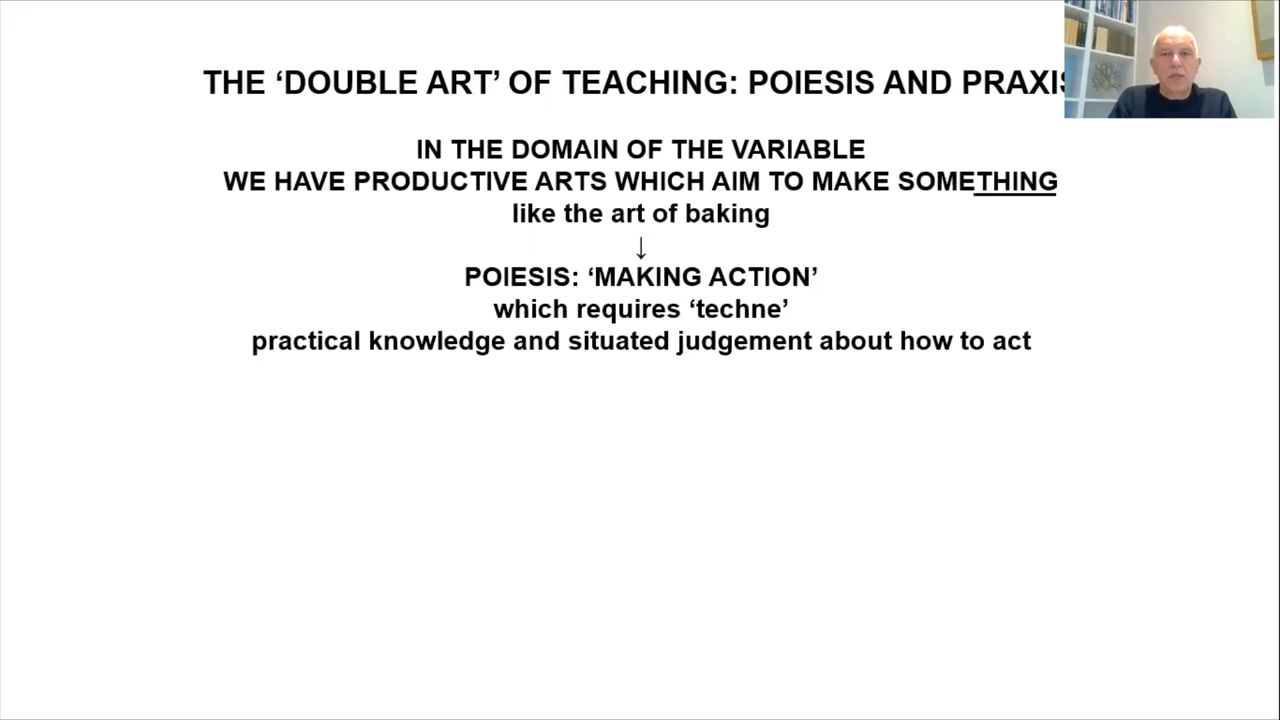 THE ‘DOUBLE ART’ OF TEACHING: POIESIS AND PRAXIS
IN THE DOMAIN OF THE VARIABLE
WE HAVE PRODUCTIVE ARTS WHICH AIM TO MAKE SOMETHING
like the art of baking
↓
POIESIS: ‘MAKING ACTION’
which requires ‘techne’
practical knowledge and situated judgement about how to act